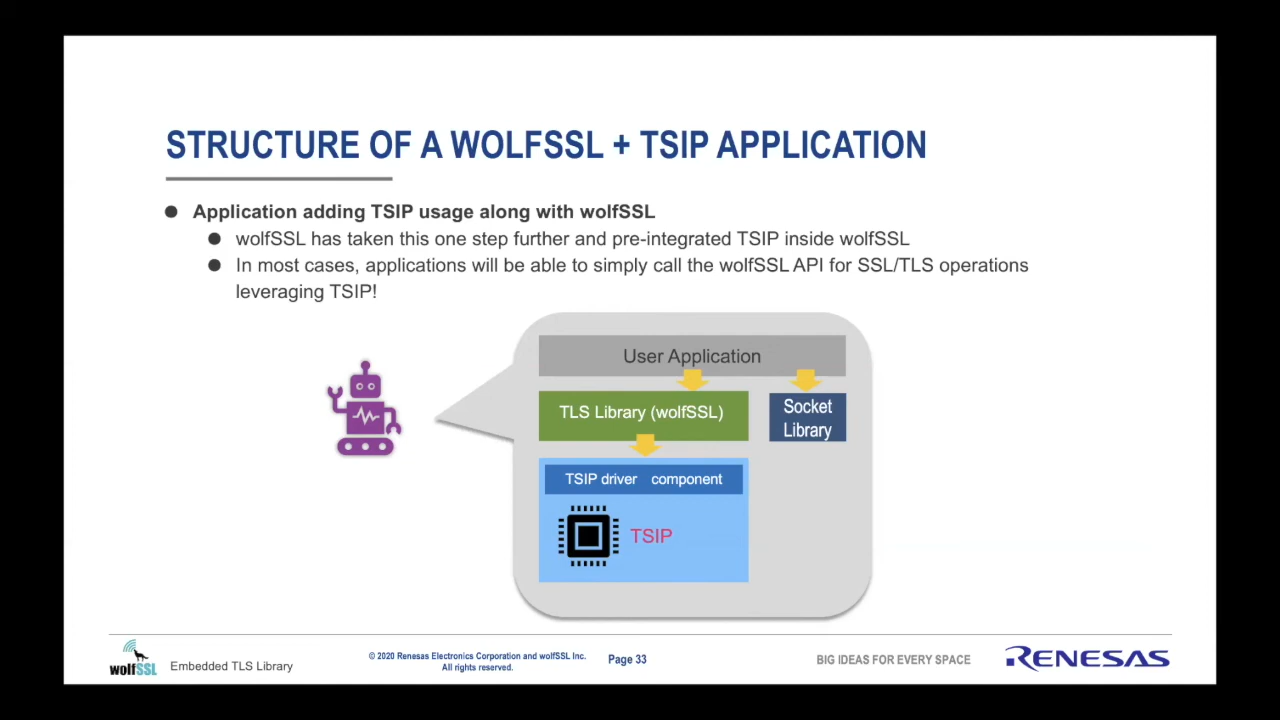 STRUCTURE OF A WOLFSSL + TSIP APPLICATION
Application adding TSIP usage along with wolfSSL
wolfSSL has taken this one step further and pre-integrated TSIP inside wolfSSL
In most cases, applications will be able to simply call the wolfSSL API for SSL/TLS operations
leveraging TSIP!
User Application
TLS Library (wolfSSL)
Socket
Library
TSIP driver component
TSIP
wolfSSL
Embedded TLS Library
© 2020 Renesas Electronics Corporation and wolfSSL Inc.
All rights reserved.
Page 33
BIG IDEAS FOR EVERY SPACE
RENESAS